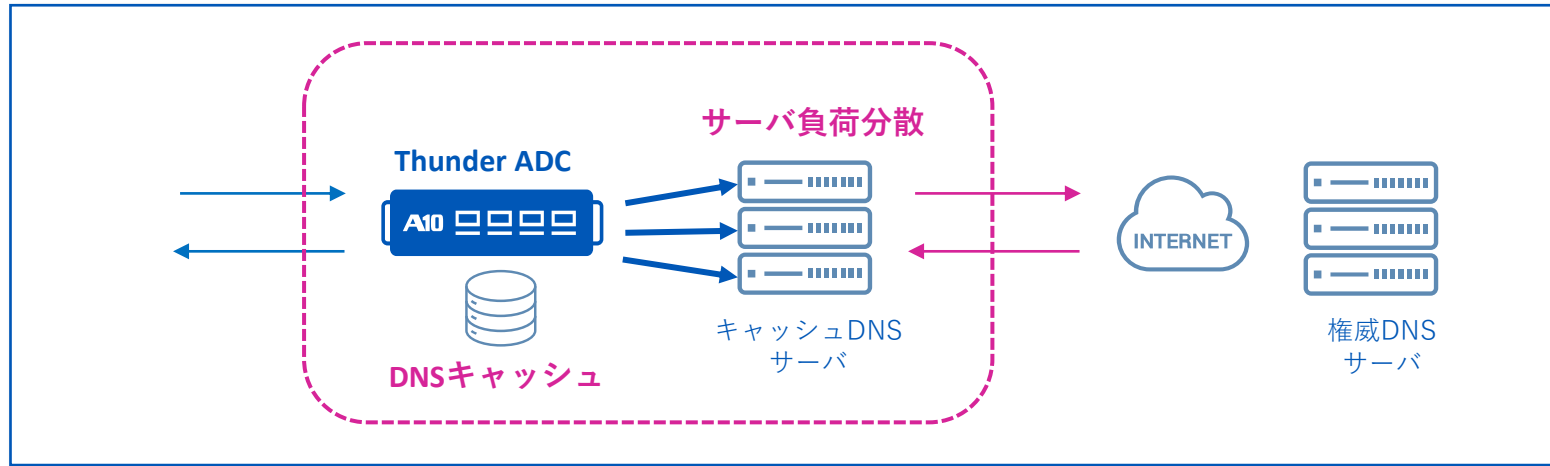 サーバ負荷分散
Thunder ADC
A10
INTERNET
キャッシュDNS
サーバ
権威DNS
サーバ
DNSキャッシュ